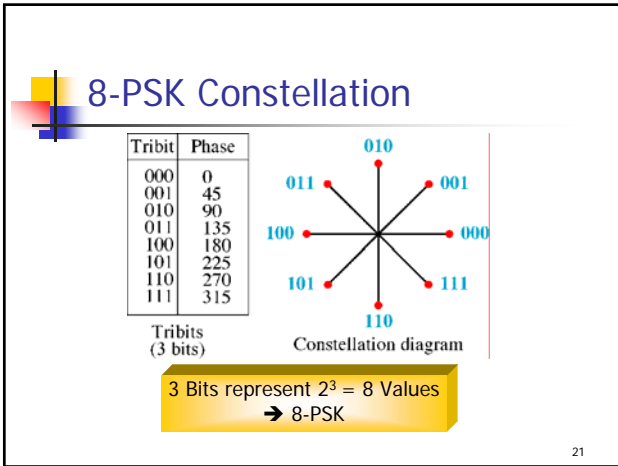 8-PSK Constellation
Tribit Phase
000 0
001 45
010 90
011 135
100 180
101 225
110 270
111 315
Tribits
(3 bits)
010
011 001
100 000
101 111
110
Constellation diagram
3 Bits represent 2³ = 8 Values
➔ 8-PSK
21